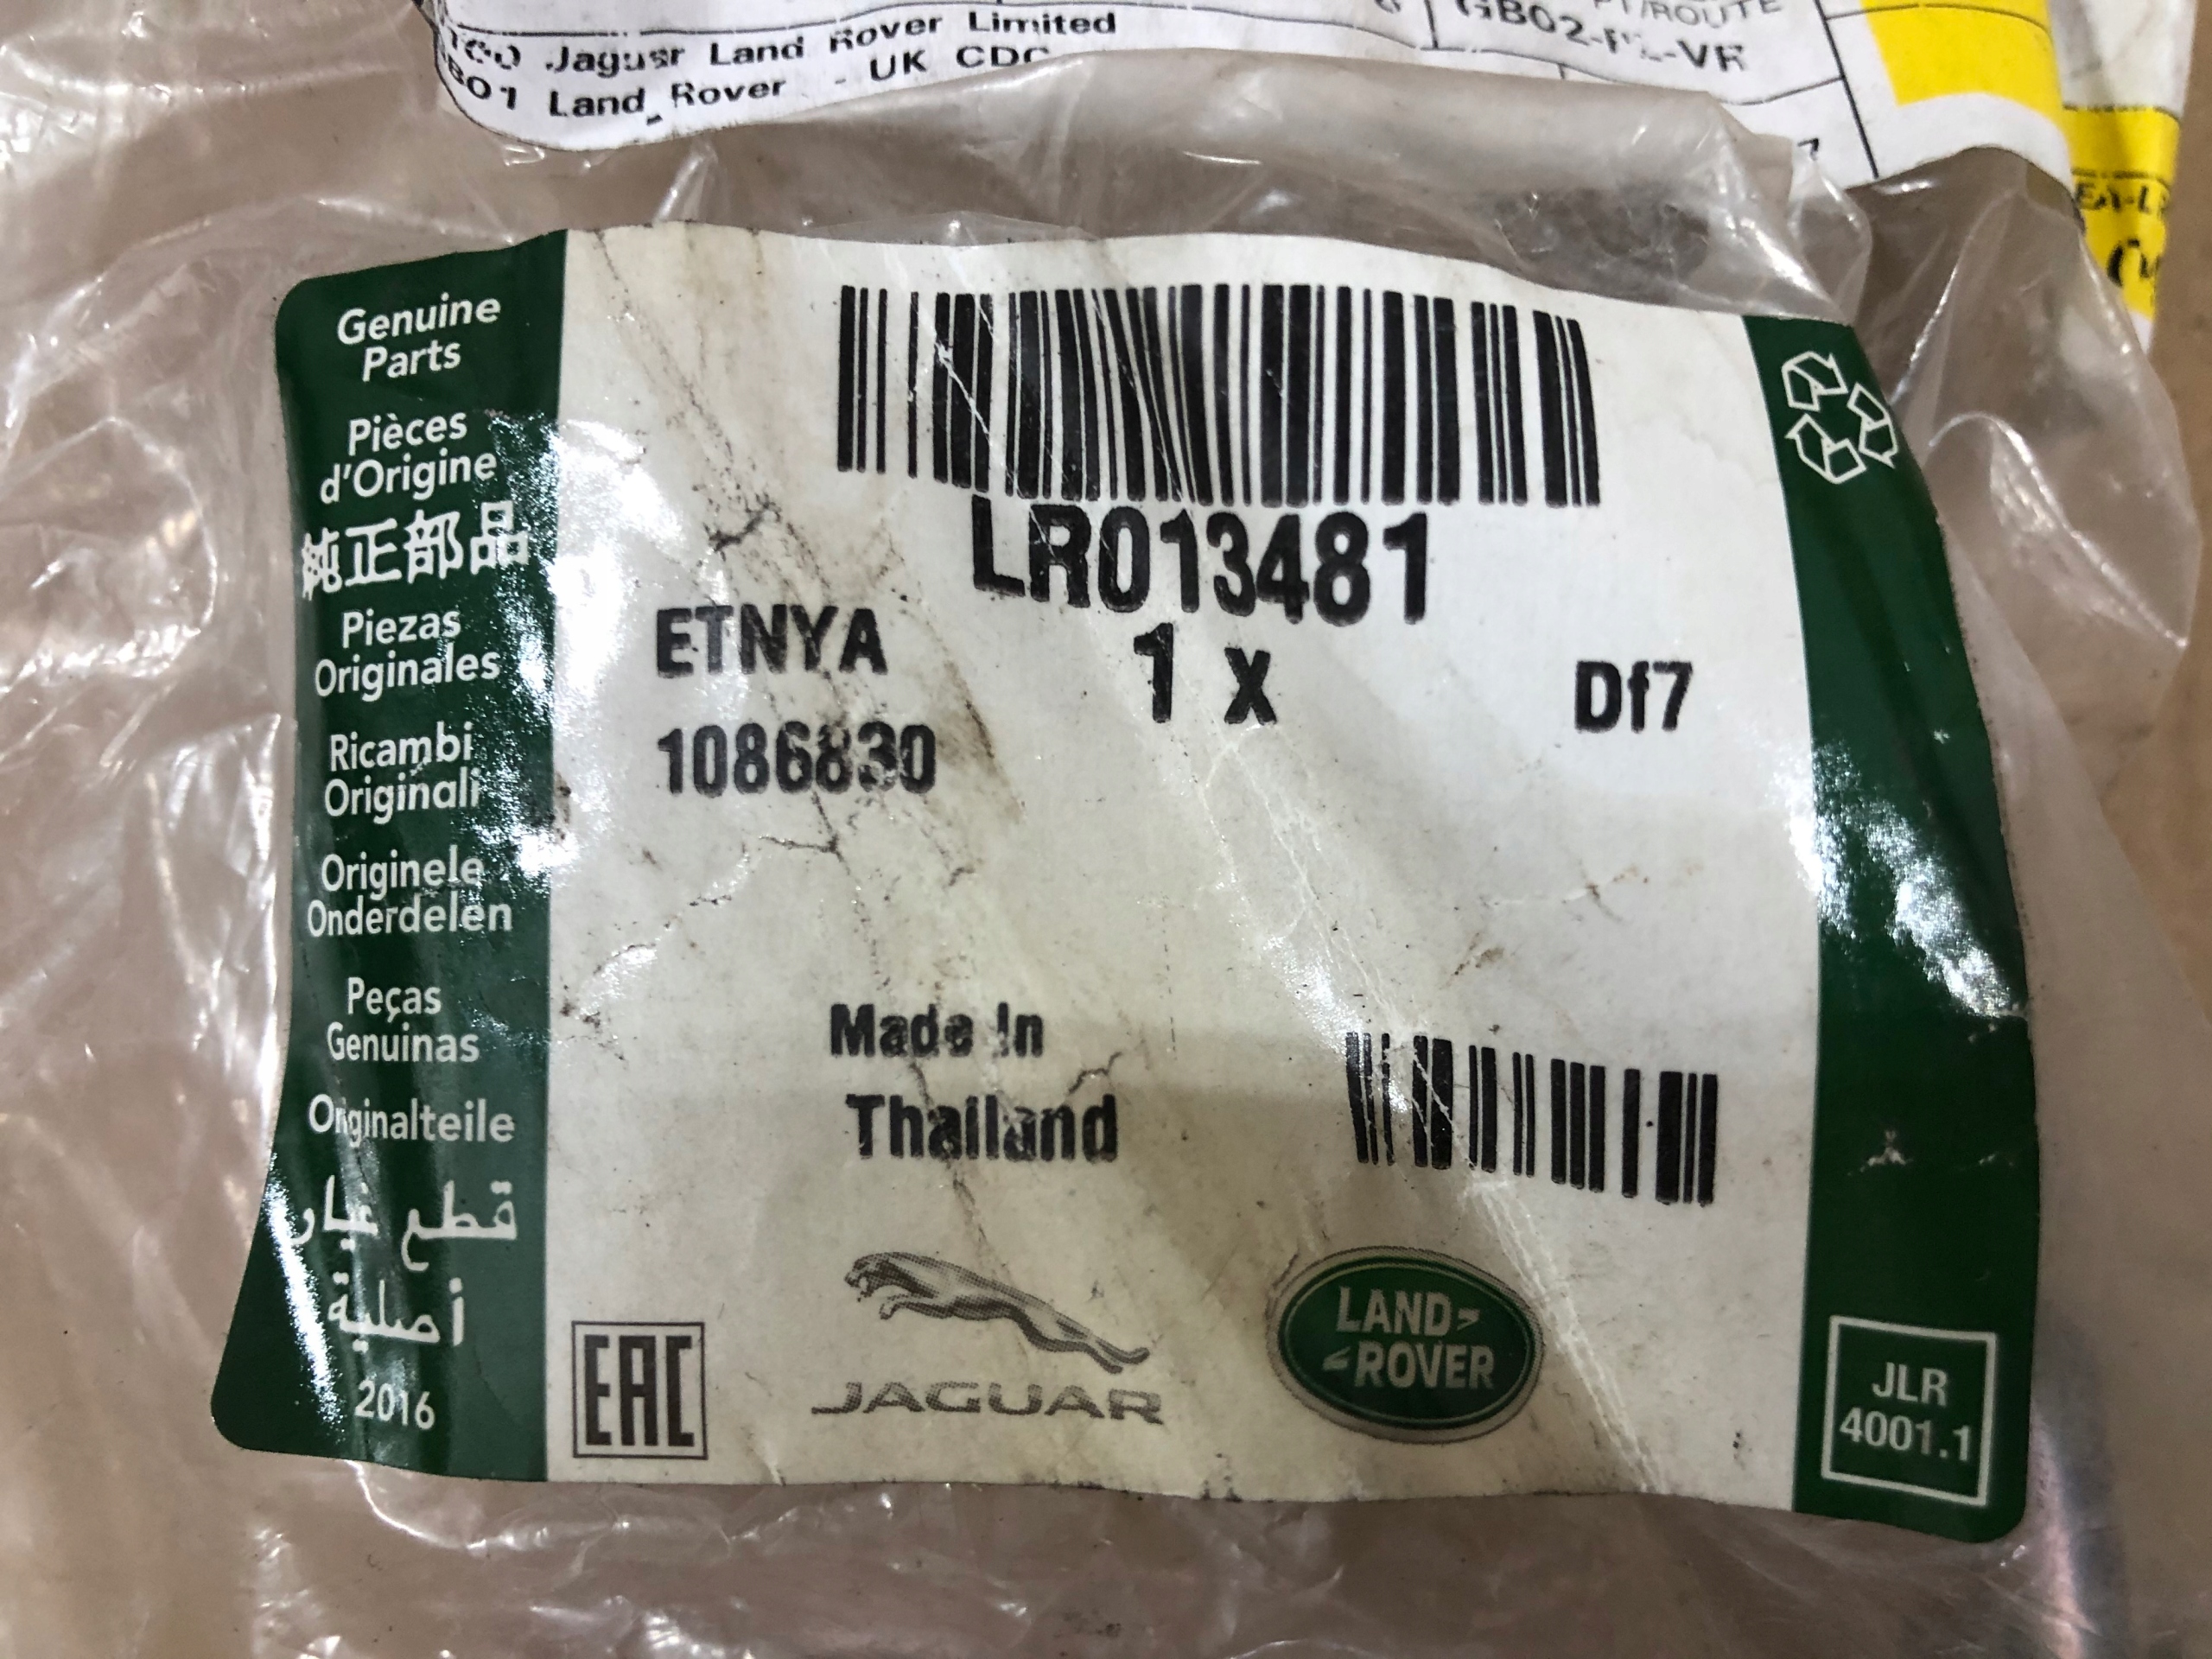 Jaguar Land Rover Limited
Land Rover - UK CDC
Genuine
Parts
Pièces
d'Origine
純正部品
Piezas
Originales
Ricambi
Originali
Originele
Onderdelen
Peças
Genuinas
Originalteile
قطع غيار
أصلية
2016
LR013481
ETNYA
1 x
Df7
1086830
Made In
Thailand
EAC
JAGUAR
LAND
ROVER
JLR
4001.1